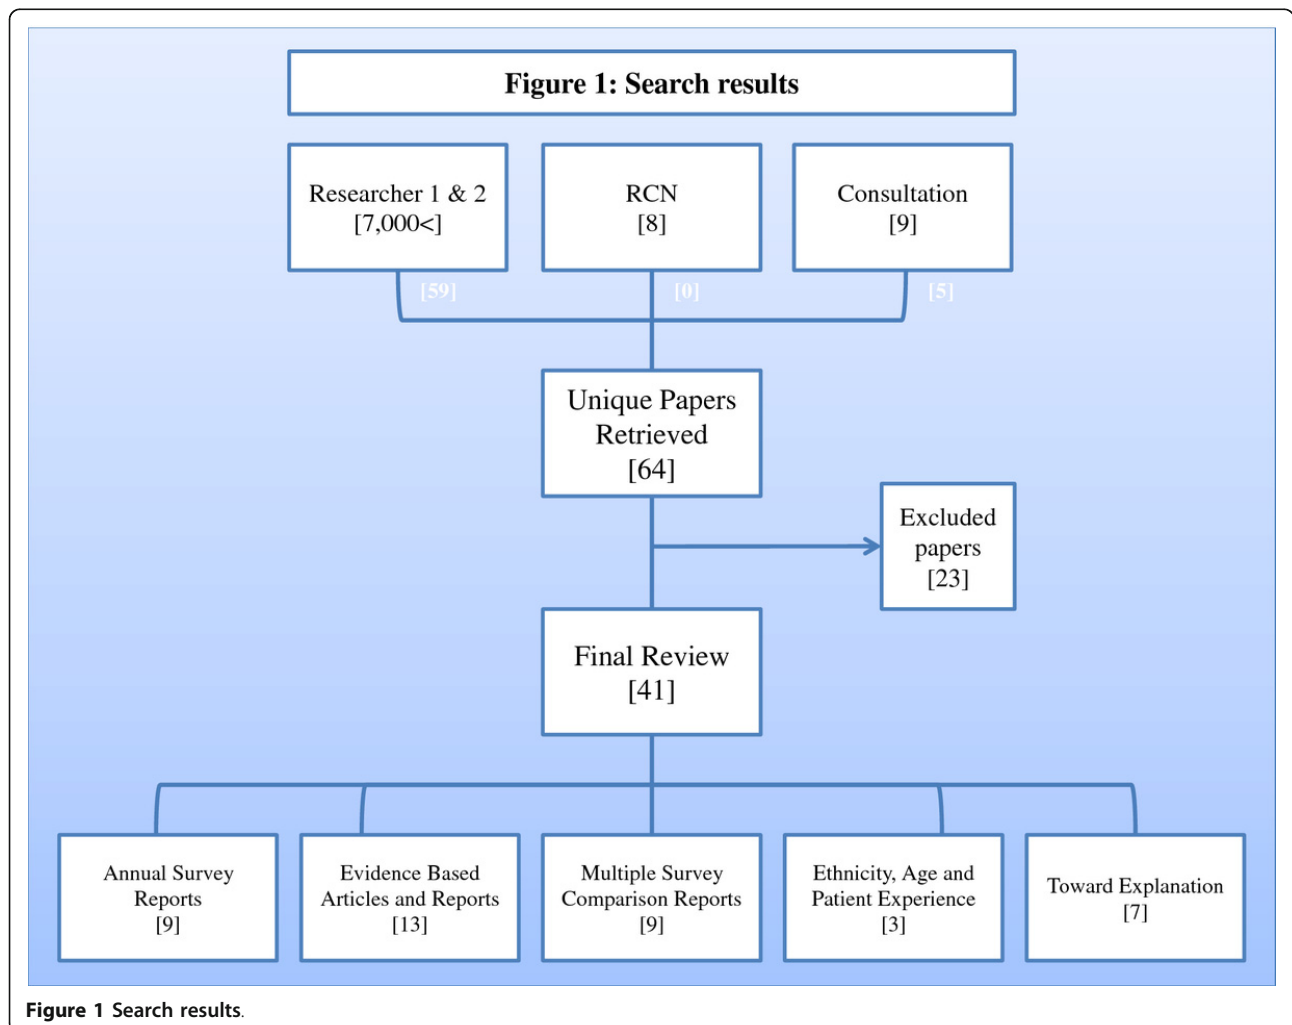 Figure 1: Search results
Researcher 1 & 2
[7,000<]
RCN
[8]
Consultation
[9]
[59]
[0]
[5]
Unique Papers
Retrieved
[64]
Excluded
papers
[23]
Final Review
[41]
Annual Survey
Reports
[9]
Evidence Based
Articles and Reports
[13]
Multiple Survey
Comparison Reports
[9]
Ethnicity, Age and
Patient Experience
[3]
Toward Explanation
[7]
Figure 1 Search results.